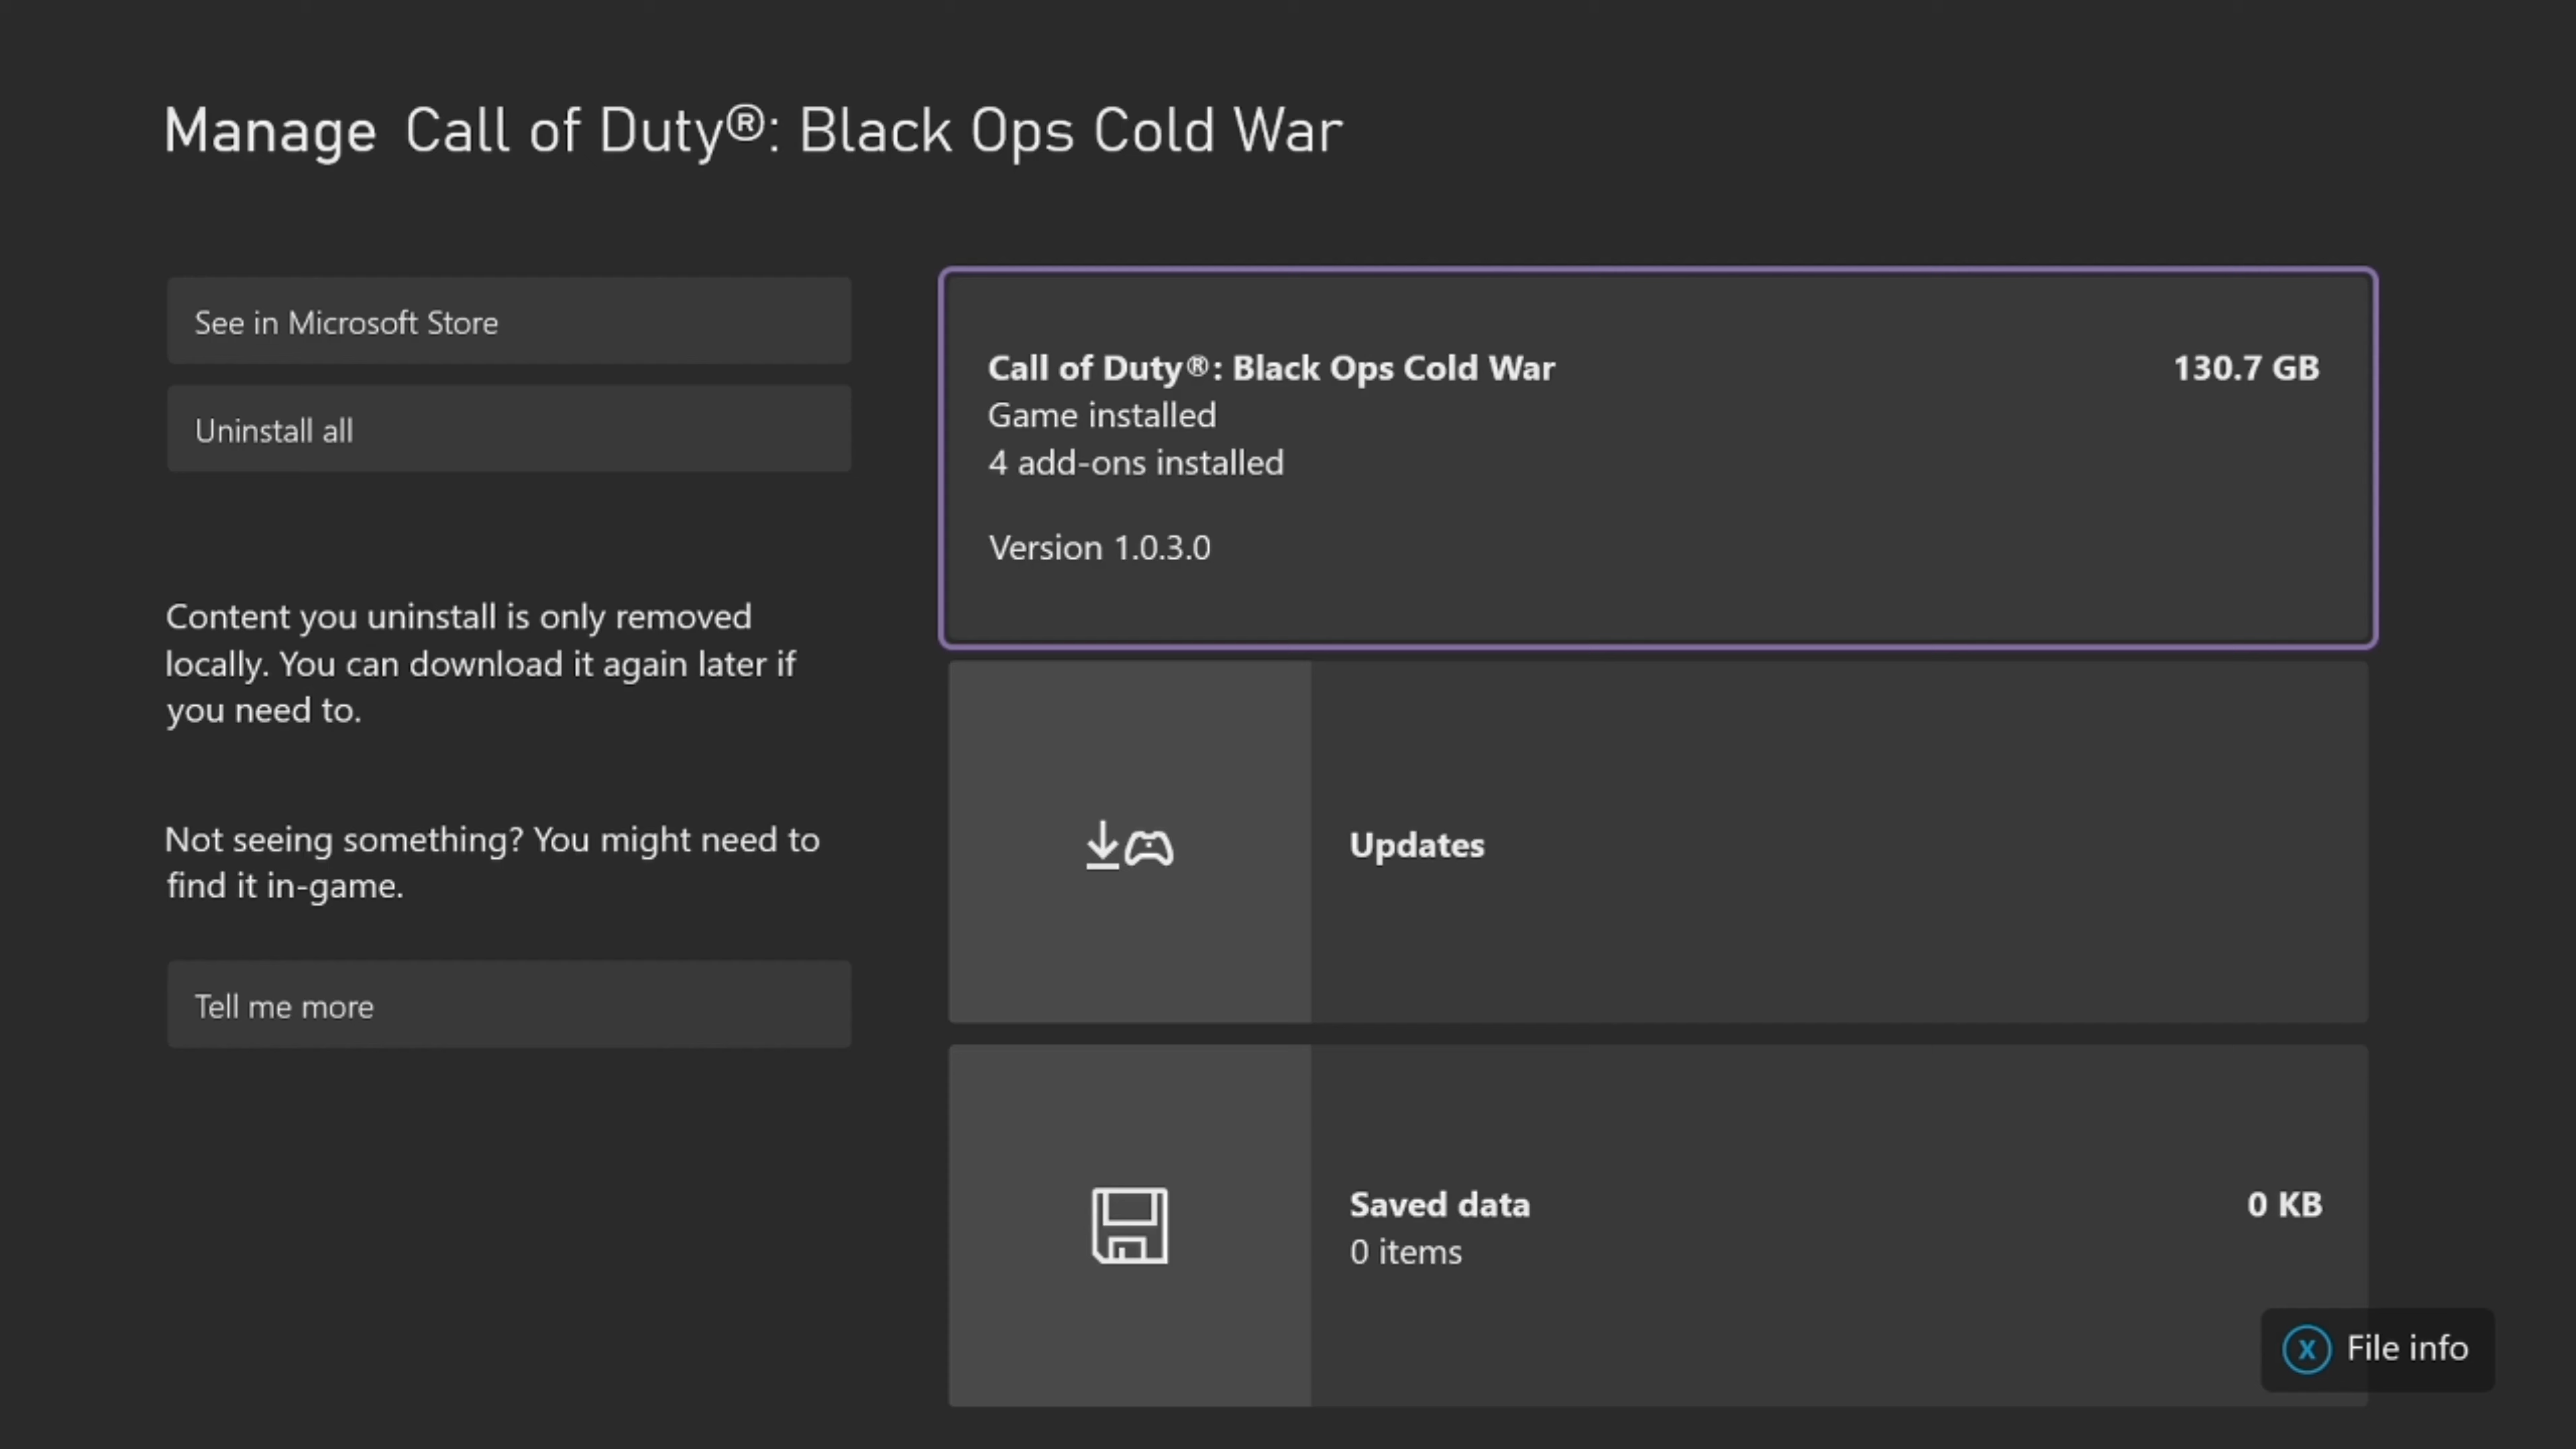 Manage Call of Duty®: Black Ops Cold War
See in Microsoft Store
Uninstall all
Content you uninstall is only removed
locally. You can download it again later if
you need to.
Not seeing something? You might need to
find it in-game.
Tell me more
Call of Duty®: Black Ops Cold War 130.7 GB
Game installed
4 add-ons installed
Version 1.0.3.0
Updates
Saved data 0 KB
0 items
X File info